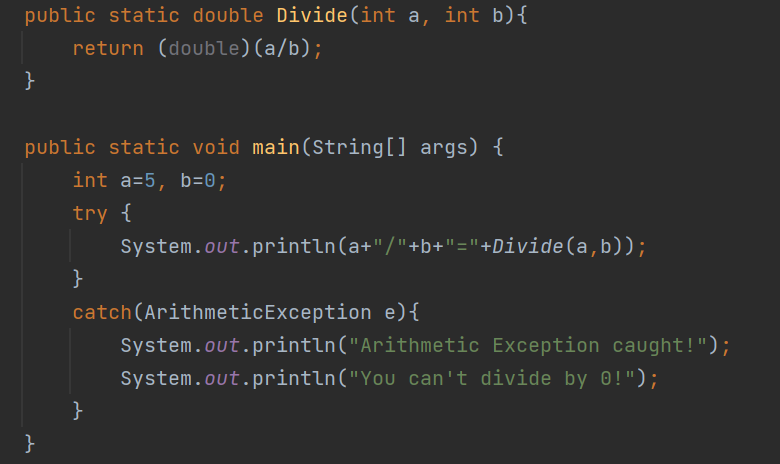 public static double Divide(int a, int b){
    return (double)(a/b);
}

public static void main(String[] args) {
    int a=5, b=0;
    try {
        System.out.println(a+"/"+b+"="+Divide(a,b));
    }
    catch(ArithmeticException e){
        System.out.println("Arithmetic Exception caught!");
        System.out.println("You can't divide by 0!");
    }
}